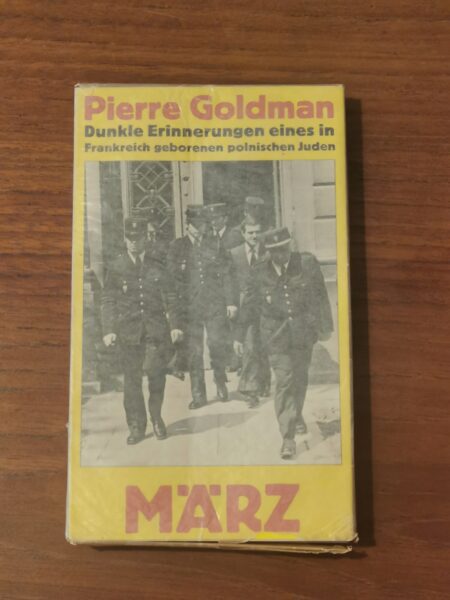 Pierre Goldman
Dunkle Erinnerungen eines in
Frankreich geborenen polnischen Juden
MÄRZ